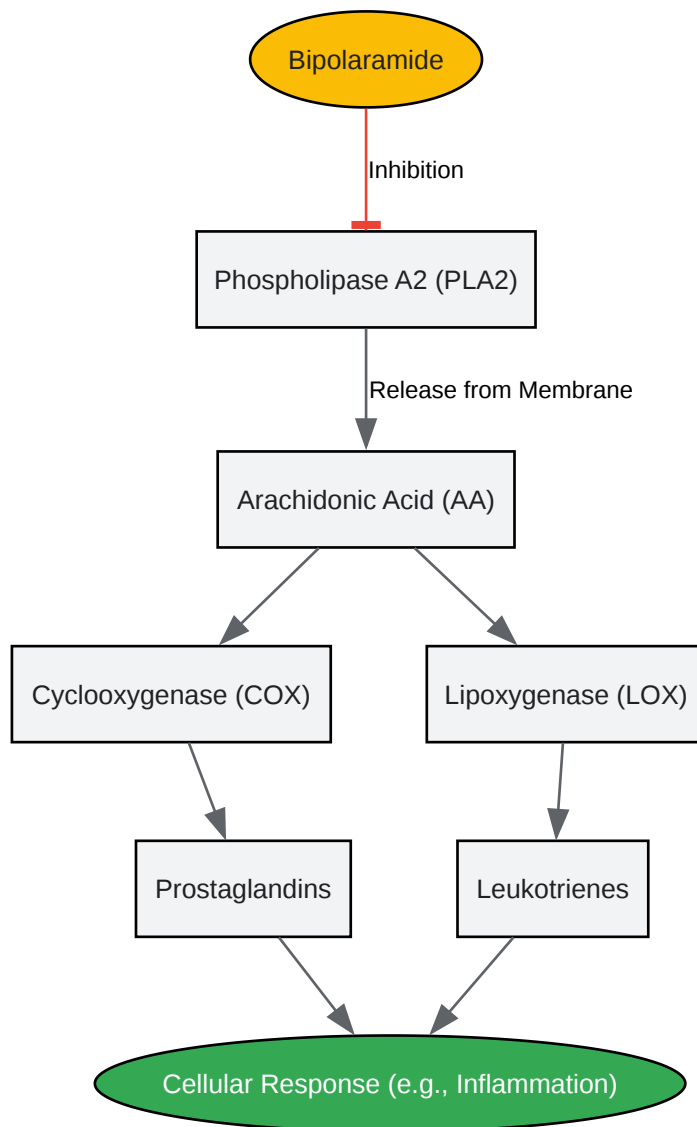 Bipolaramide
Inhibition
Phospholipase A2 (PLA2)
Release from Membrane
Arachidonic Acid (AA)
Cyclooxygenase (COX)
Lipoxygenase (LOX)
Prostaglandins
Leukotrienes
Cellular Response (e.g., Inflammation)